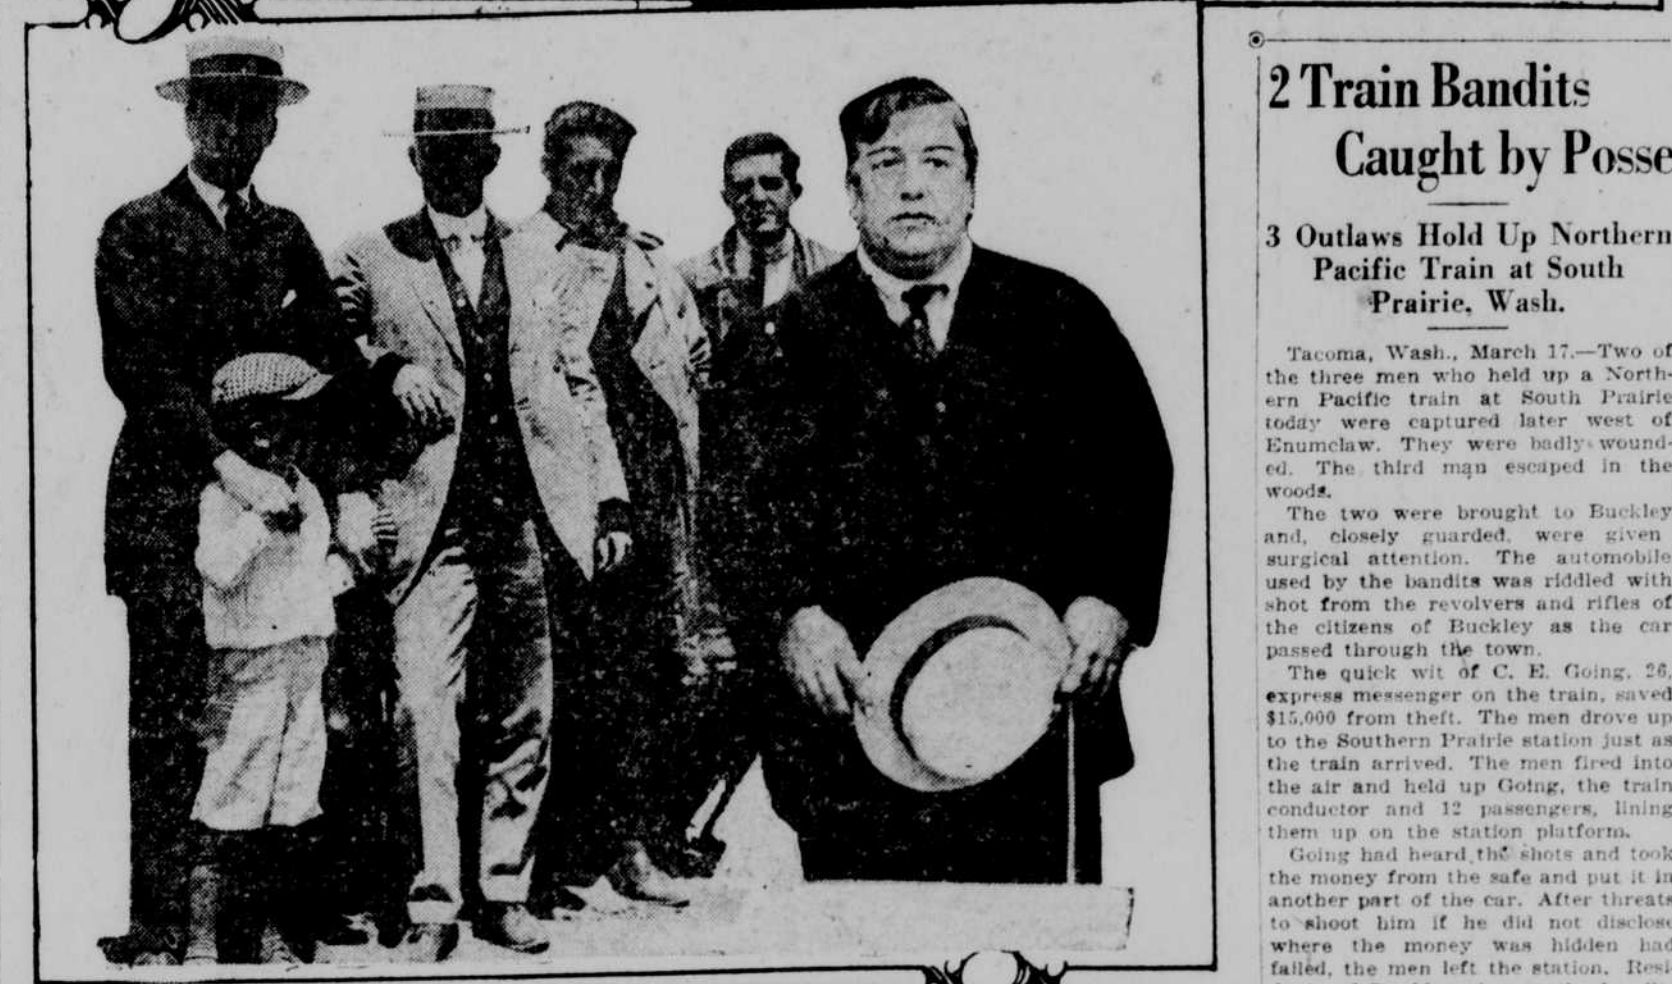 2 Train Bandits
Caught by Posse
3 Outlaws Hold Up Northern
Pacific Train at South
Prairie, Wash.
Tacoma, Wash., March 17.—Two of
the three men who held up a North-
ern Pacific train at South Prairie
today were captured later west of
Enumclaw. They were badly wound-
ed. The third man escaped in the
woods.
The two were brought to Buckley
and, closely guarded, were given
surgical attention. The automobile
used by the bandits was riddled with
shot from the revolvers and rifles of
the citizens of Buckley as the car
passed through the town.
The quick wit of C. E. Going, 26,
express messenger on the train, saved
$15,000 from theft. The men drove up
to the Southern Prairie station just as
the train arrived. The men fired into
the air and held up Going, the train
conductor and 12 passengers, lining
them up on the station platform.
Going had heard the shots and took
the money from the safe and put it in
another part of the car. After threats
to shoot him if he did not disclose
where the money was hidden had
failed, the men left the station. Resi-